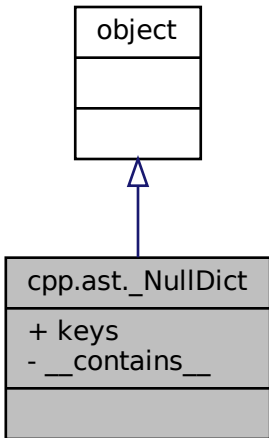 object
cpp.ast._NullDict
+ keys
- __contains__